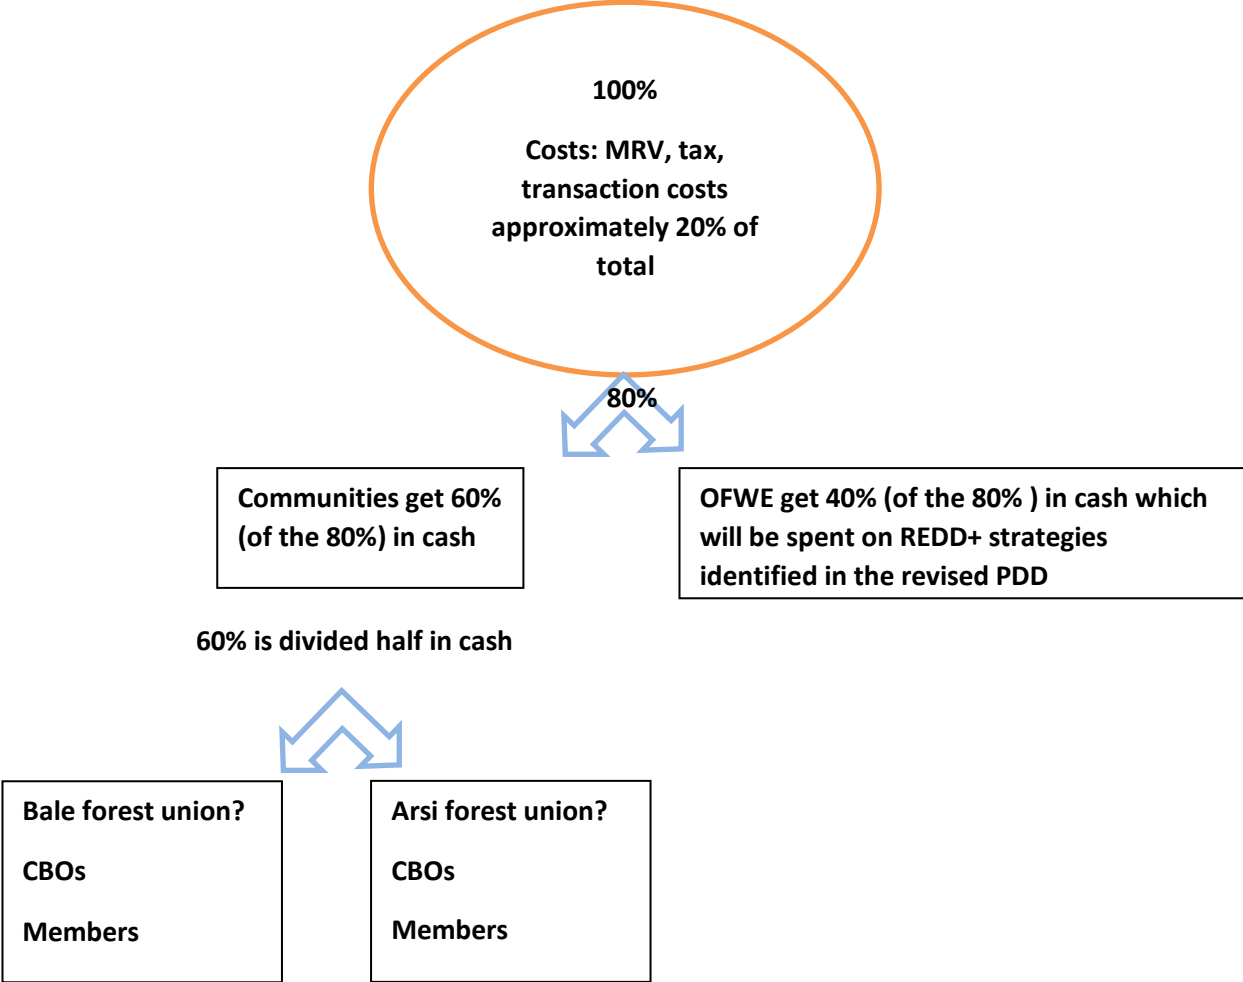 100%
Costs: MRV, tax,
transaction costs
approximately 20% of
total
80%
Communities get 60%
(of the 80%) in cash
OFWE get 40% (of the 80% ) in cash which
will be spent on REDD+ strategies
identified in the revised PDD
60% is divided half in cash
Bale forest union?
CBOs
Members
Arsi forest union?
CBOs
Members